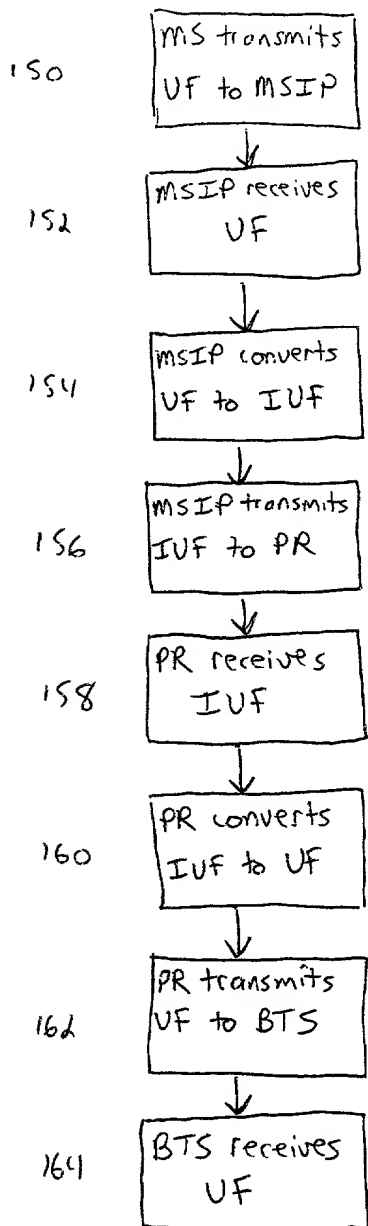 150
MS transmits
UF to MSIP
152
MSIP receives
UF
154
MSIP converts
UF to IUF
156
MSIP transmits
IUF to PR
158
PR receives
IUF
160
PR converts
IUF to UF
162
PR transmits
UF to BTS
164
BTS receives
UF